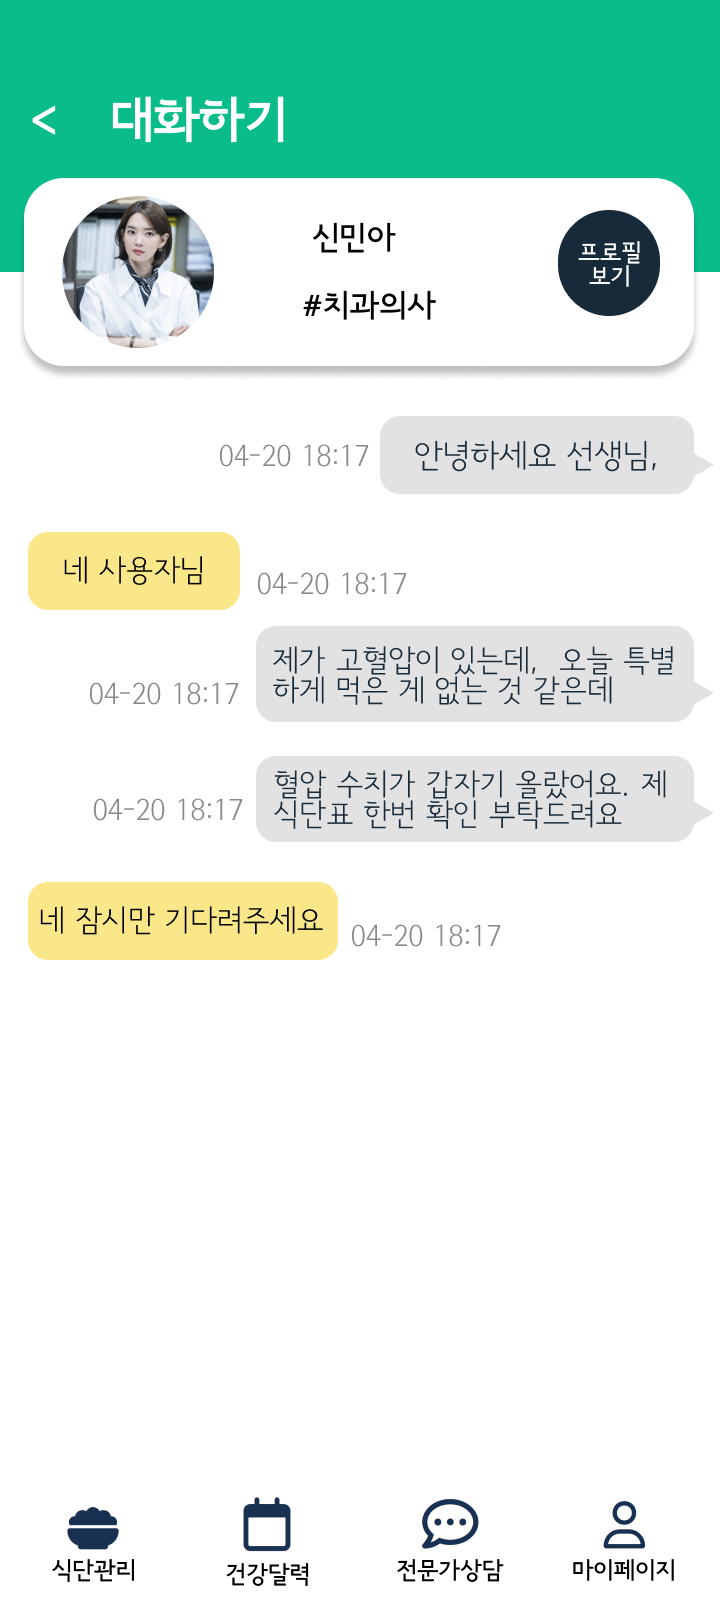 < 대화하기
신민아
#치과의사
프로필
보기
04-20 18:17
안녕하세요 선생님,
네 사용자님
04-20 18:17
제가 고혈압이 있는데, 오늘 특별
하게 먹은 게 없는 것 같은데
04-20 18:17
혈압 수치가 갑자기 올랐어요. 제
식단표 한번 확인 부탁드려요
04-20 18:17
네 잠시만 기다려주세요
04-20 18:17
식단관리
건강달력
전문가상담
마이페이지